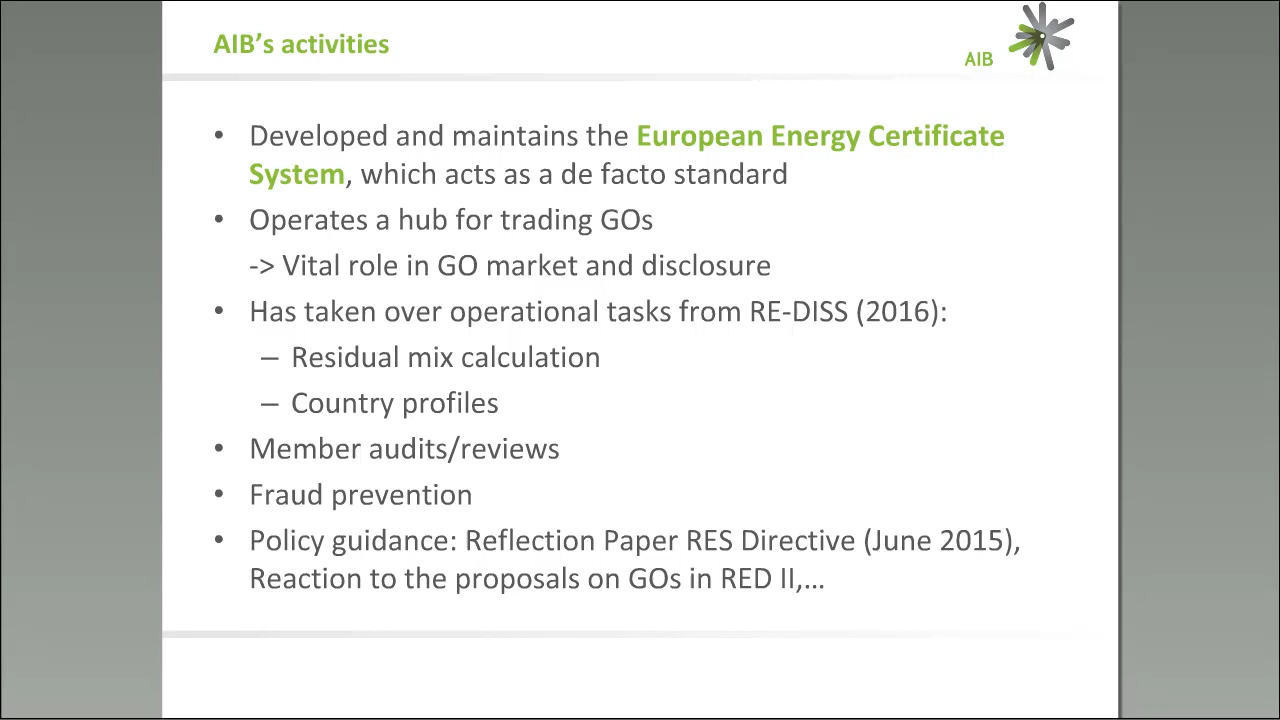 AIB’s activities
AIB
• Developed and maintains the European Energy Certificate
System, which acts as a de facto standard
• Operates a hub for trading GOs
-> Vital role in GO market and disclosure
• Has taken over operational tasks from RE-DISS (2016):
– Residual mix calculation
– Country profiles
• Member audits/reviews
• Fraud prevention
• Policy guidance: Reflection Paper RES Directive (June 2015),
Reaction to the proposals on GOs in RED II,…